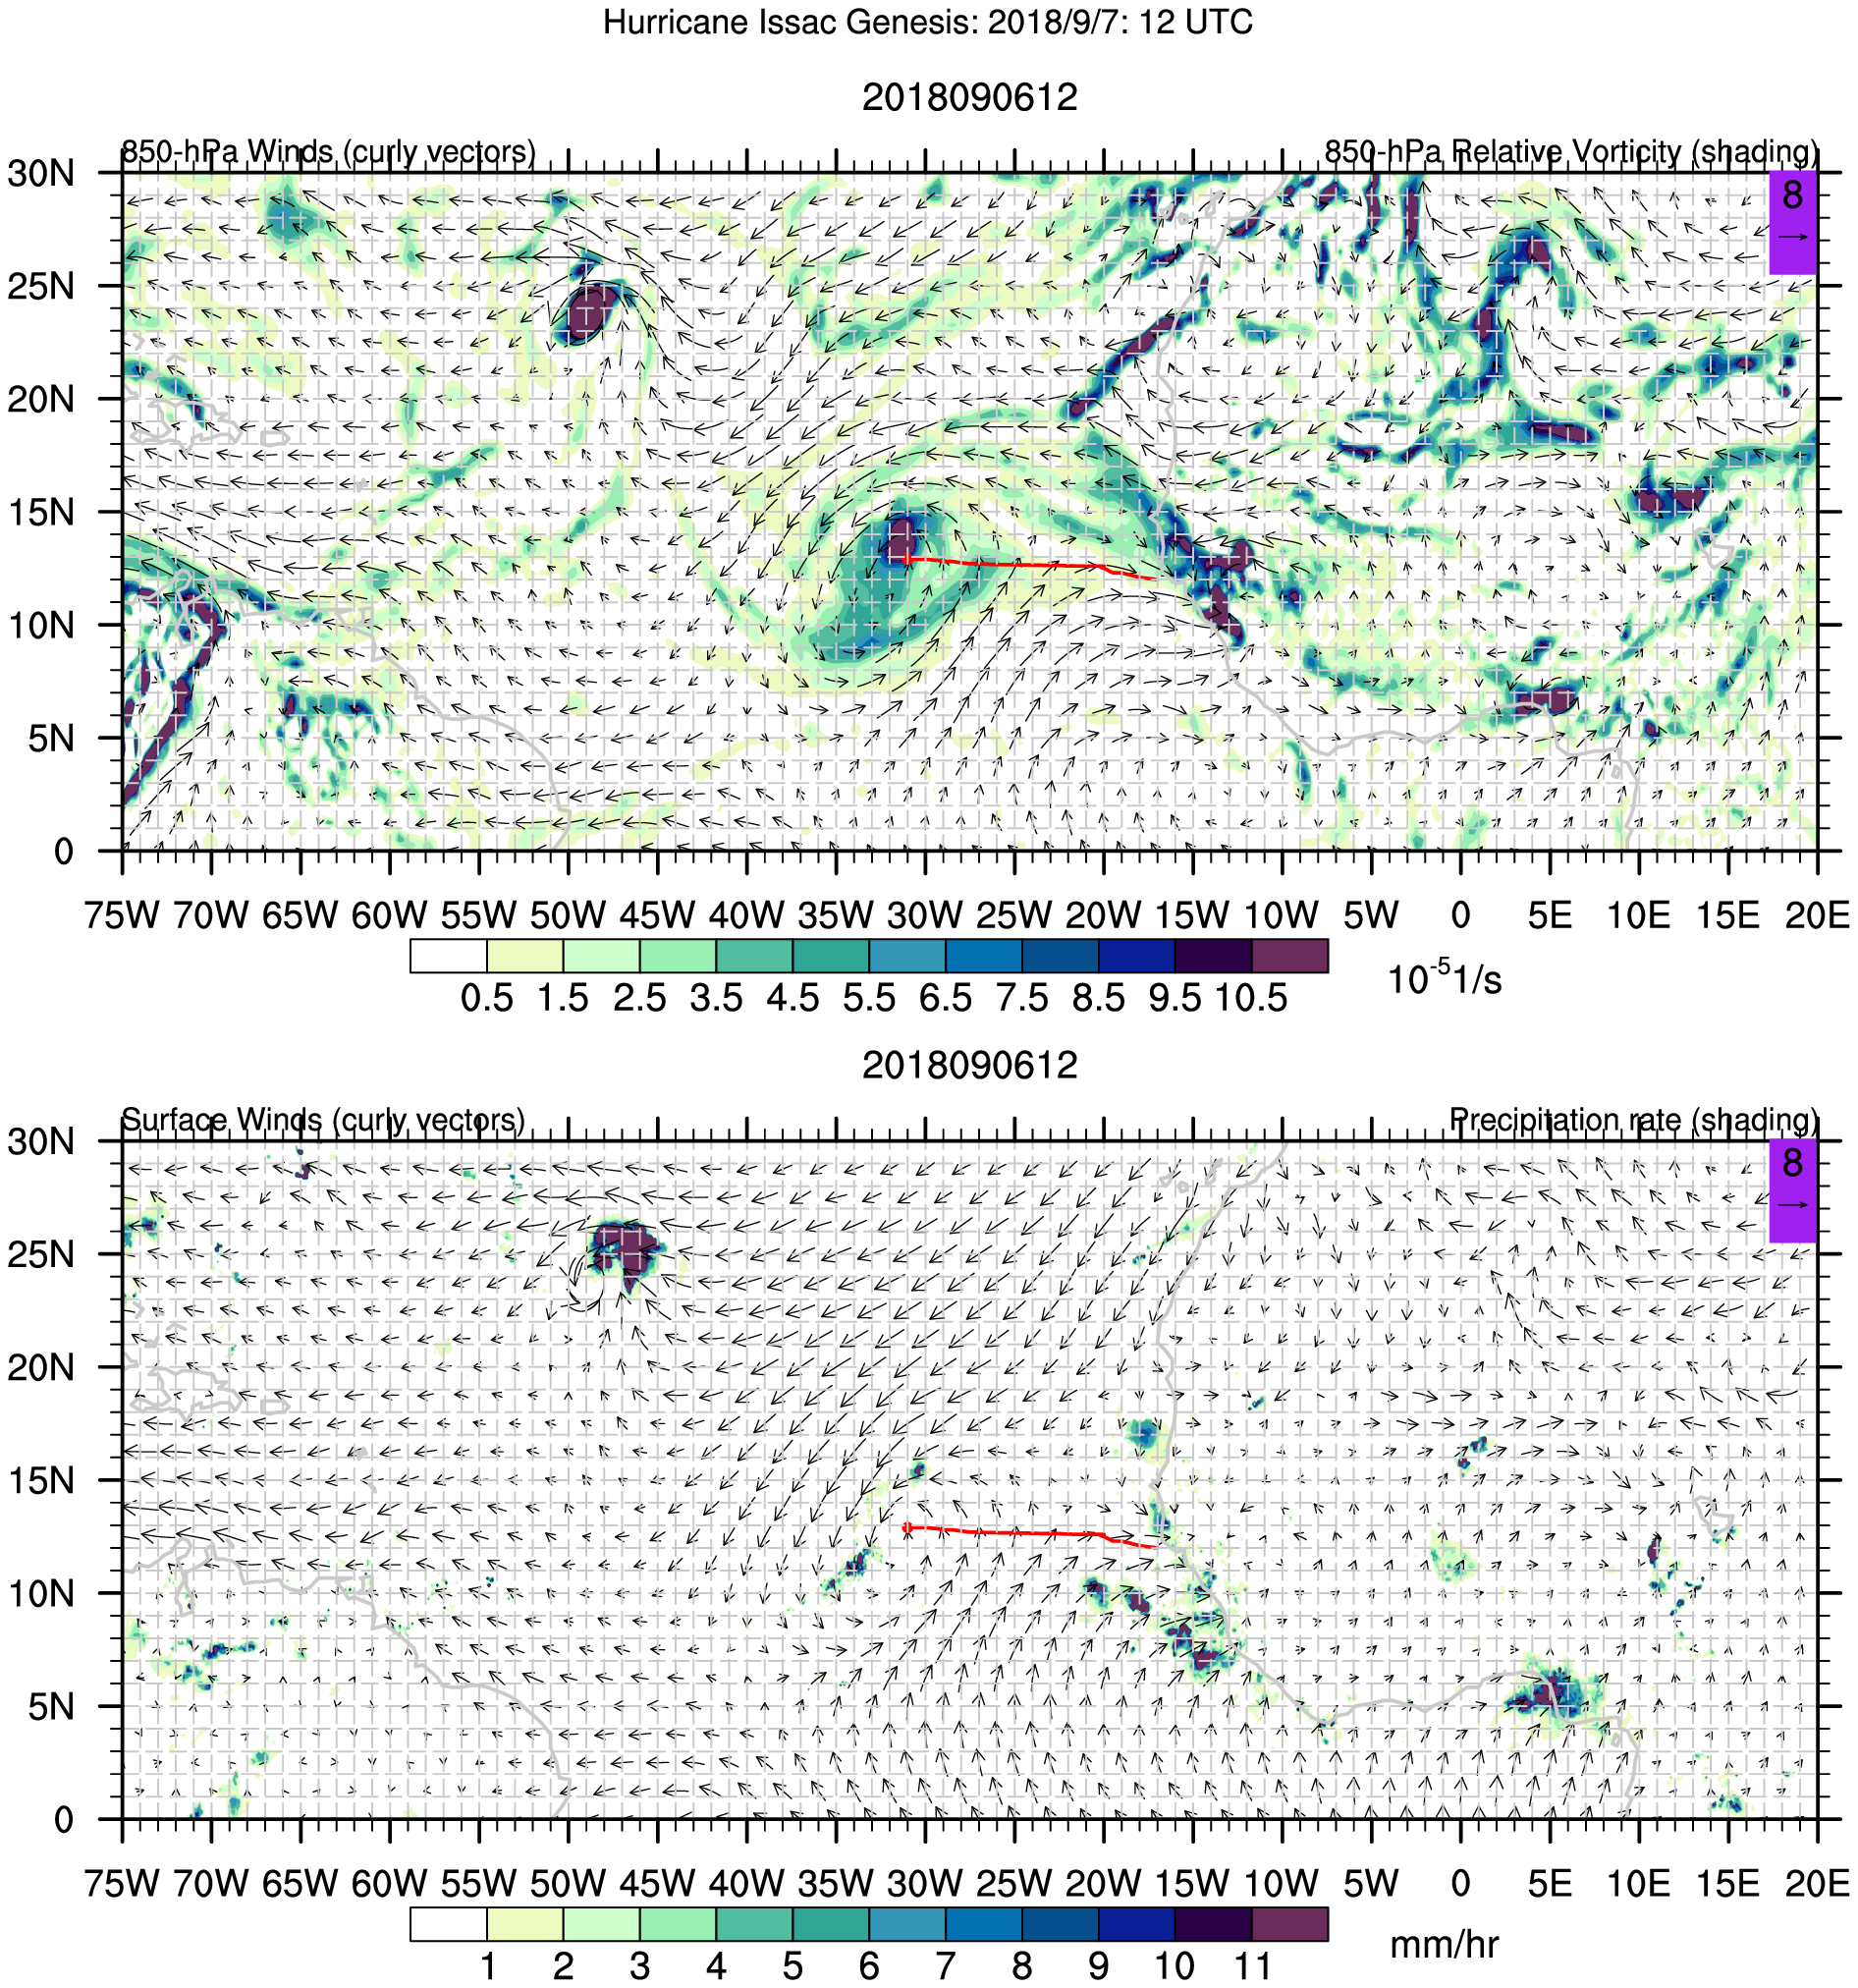 Hurricane Issac Genesis: 2018/9/7: 12 UTC
2018090612
850-hPa Winds (curly vectors) 850-hPa Relative Vorticity (shading)
30N
8
25N
20N
15N
10N
5N
0
75W 70W 65W 60W 55W 50W 45W 40W 35W 30W 25W 20W 15W 10W 5W 0 5E 10E 15E 20E
0.5 1.5 2.5 3.5 4.5 5.5 6.5 7.5 8.5 9.5 10.5
10⁻⁵1/s
2018090612
Surface Winds (curly vectors) Precipitation rate (shading)
30N
8
25N
20N
15N
10N
5N
0
75W 70W 65W 60W 55W 50W 45W 40W 35W 30W 25W 20W 15W 10W 5W 0 5E 10E 15E 20E
1 2 3 4 5 6 7 8 9 10 11
mm/hr